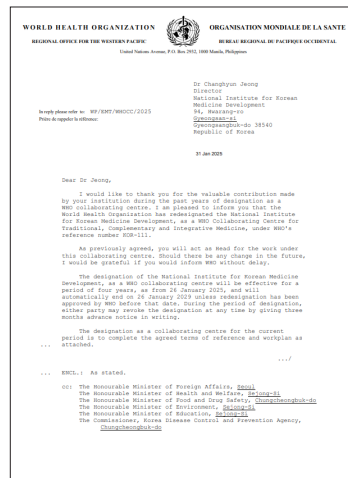 WORLD HEALTH ORGANIZATION
ORGANISATION MONDIALE DE LA SANTE
REGIONAL OFFICE FOR THE WESTERN PACIFIC
BUREAU REGIONAL DU PACIFIQUE OCCIDENTAL
United Nations Avenue, P.O. Box 2932, 1000 Manila, Philippines
Dr Changhyun Jeong
Director
National Institute for Korean
Medicine Development
94, Hwarang-ro
Gyeongsan-si
Gyeongsangbuk-do 38540
Republic of Korea
In reply please refer to: WP/EMT/WHOCC/2025
Prière de rappeler la référence:
31 Jan 2025
Dear Dr Jeong,
I would like to thank you for the valuable contribution made
by your institution during the past years of designation as a
WHO collaborating centre. I am pleased to inform you that the
World Health Organization has redesignated the National Institute
for Korean Medicine Development, as a WHO Collaborating Centre for
Traditional, Complementary and Integrative Medicine, under WHO's
reference number KOR-111.
As previously agreed, you will act as Head for the work under
this collaborating centre. Should there be any change in the future,
I would be grateful if you would inform WHO without delay.
The designation of the National Institute for Korean Medicine
Development, as a WHO collaborating centre will be effective for a
period of four years, as from 26 January 2025, and will
automatically end on 26 January 2029 unless redesignation has been
approved by WHO before that date. During the period of designation,
either party may revoke the designation at any time by giving three
months advance notice in writing.
The designation as a collaborating centre for the current
period is to complete the agreed terms of reference and workplan as
... attached.
.../
... ENCL.: As stated.
cc: The Honourable Minister of Foreign Affairs, Seoul
The Honourable Minister of Health and Welfare, Sejong-Si
The Honourable Minister of Food and Drug Safety, Chungcheongbuk-do
The Honourable Minister of Environment, Sejong-Si
The Honourable Minister of Education, Sejong-Si
The Commissioner, Korea Disease Control and Prevention Agency,
Chungcheongbuk-do